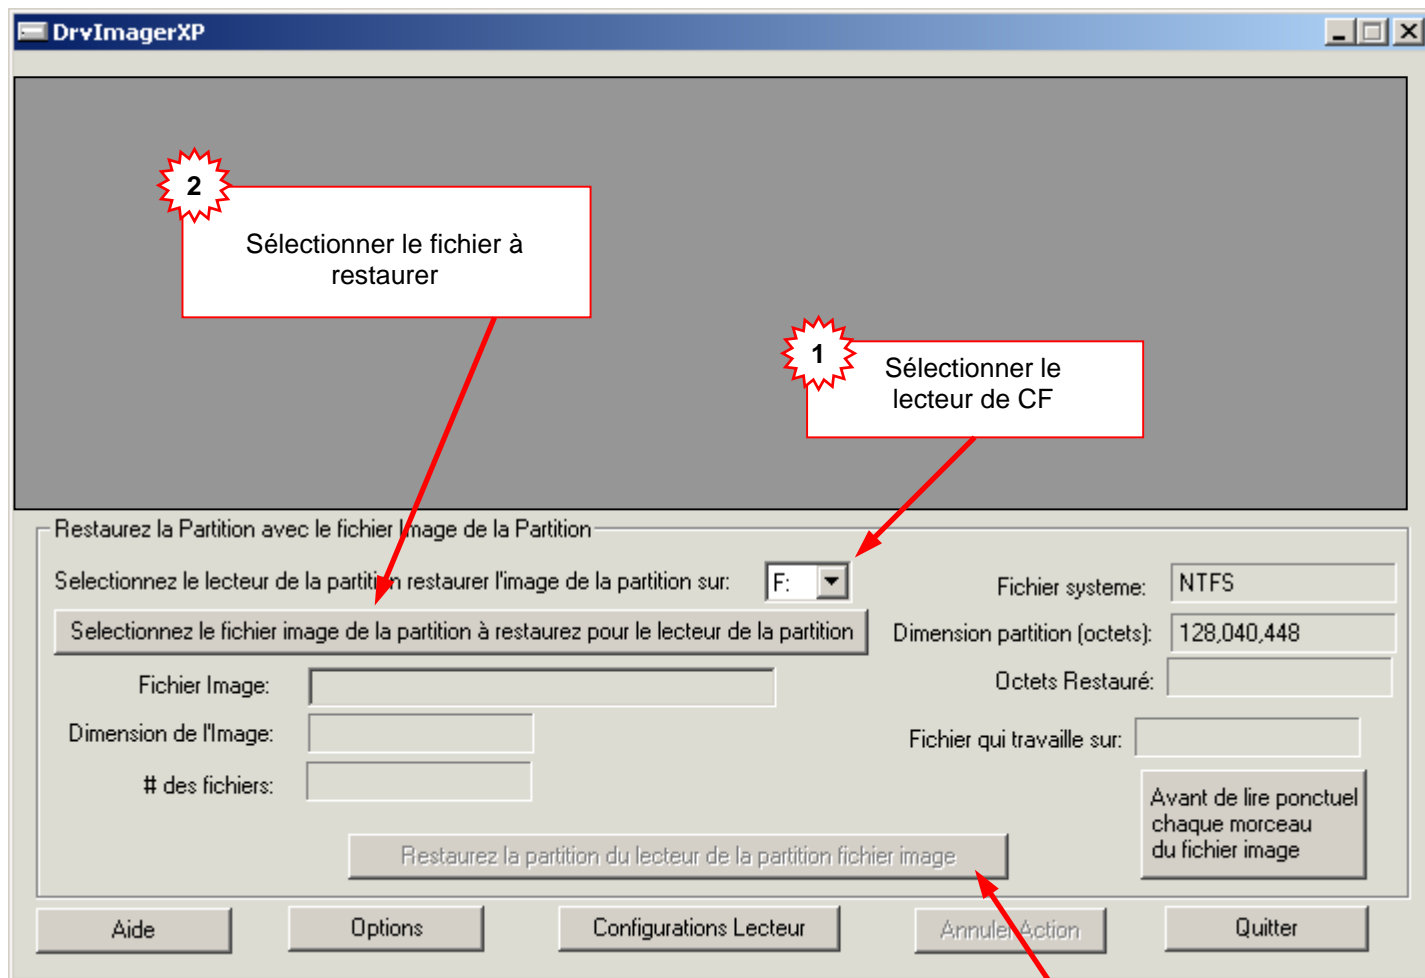 DrvImagerXP
2
Sélectionner le fichier à
restaurer
1
Sélectionner le
lecteur de CF
Restaurez la Partition avec le fichier Image de la Partition
Selectionnez le lecteur de la partition restaurer l'image de la partition sur:
F:
Fichier systeme:
NTFS
Selectionnez le fichier image de la partition à restaurez pour le lecteur de la partition
Dimension partition (octets):
128,040,448
Fichier Image:
Octets Restauré:
Dimension de l'Image:
Fichier qui travaille sur:
# des fichiers:
Avant de lire ponctuel
chaque morceau
du fichier image
Restaurez la partition du lecteur de la partition fichier image
Aide
Options
Configurations Lecteur
Annuler Action
Quitter